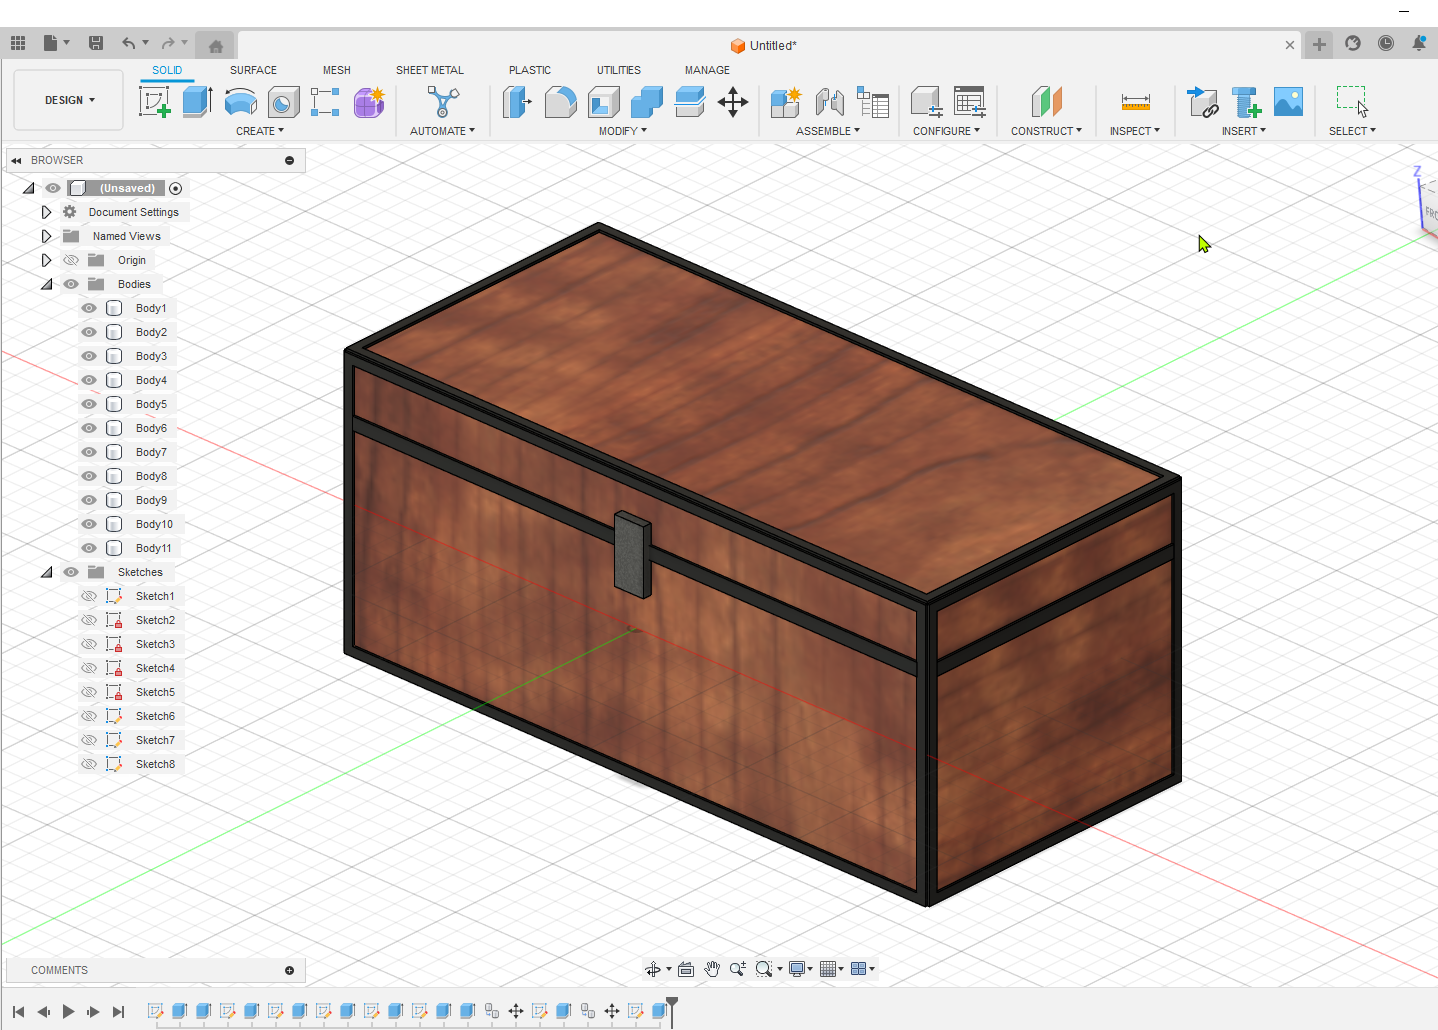 Untitled*
SOLID SURFACE MESH SHEET METAL PLASTIC UTILITIES MANAGE
DESIGN
CREATE AUTOMATE MODIFY ASSEMBLE CONFIGURE CONSTRUCT INSPECT INSERT SELECT
BROWSER
(Unsaved)
Document Settings
Named Views
Origin
Bodies
Body1
Body2
Body3
Body4
Body5
Body6
Body7
Body8
Body9
Body10
Body11
Sketches
Sketch1
Sketch2
Sketch3
Sketch4
Sketch5
Sketch6
Sketch7
Sketch8
Z
COMMENTS